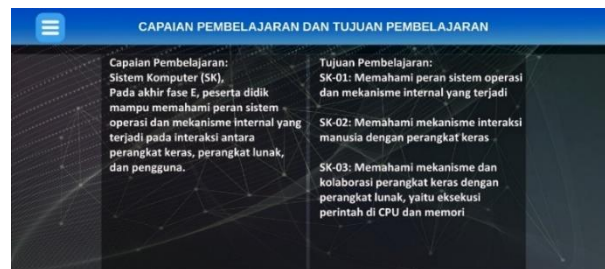 CAPAIAN PEMBELAJARAN DAN TUJUAN PEMBELAJARAN
Capaian Pembelajaran:
Sistem Komputer (SK),
Pada akhir fase E, peserta didik
mampu memahami peran sistem
operasi dan mekanisme internal yang
terjadi pada interaksi antara
perangkat keras, perangkat lunak,
dan pengguna.
Tujuan Pembelajaran:
SK-01: Memahami peran sistem operasi
dan mekanisme internal yang terjadi
SK-02: Memahami mekanisme interaksi
manusia dengan perangkat keras
SK-03: Memahami mekanisme dan
kolaborasi perangkat keras dengan
perangkat lunak, yaitu eksekusi
perintah di CPU dan memori